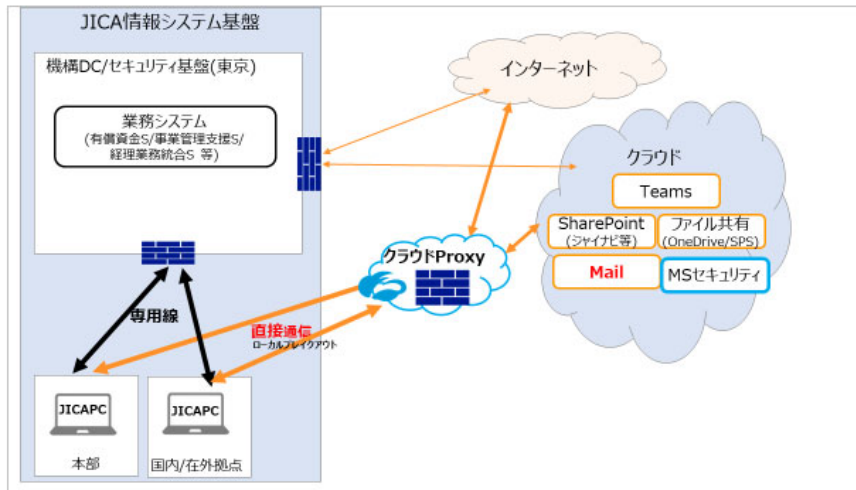 JICA情報システム基盤
機構DC/セキュリティ基盤(東京)
業務システム
(有償資金S/事業管理支援S/
経理業務統合S 等)
インターネット
クラウド
Teams
SharePoint
(シャイナビ等)
ファイル共有
(OneDrive/SPS)
Mail
MSセキュリティ
クラウドProxy
専用線
直接通信
ローカルブレイクアウト
JICAPC
本部
JICAPC
国内/在外拠点